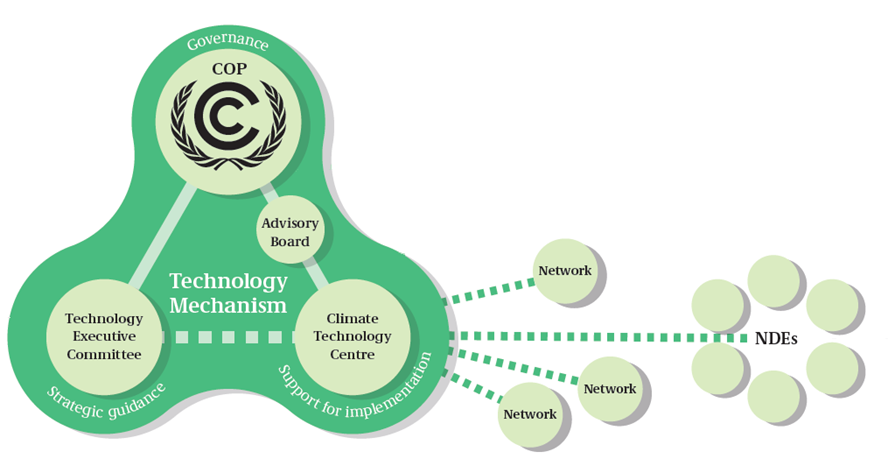 Governance
COP
Advisory
Board
Technology
Mechanism
Technology
Executive
Committee
Climate
Technology
Centre
Strategic guidance
Support for implementation
Network
Network
Network
NDEs